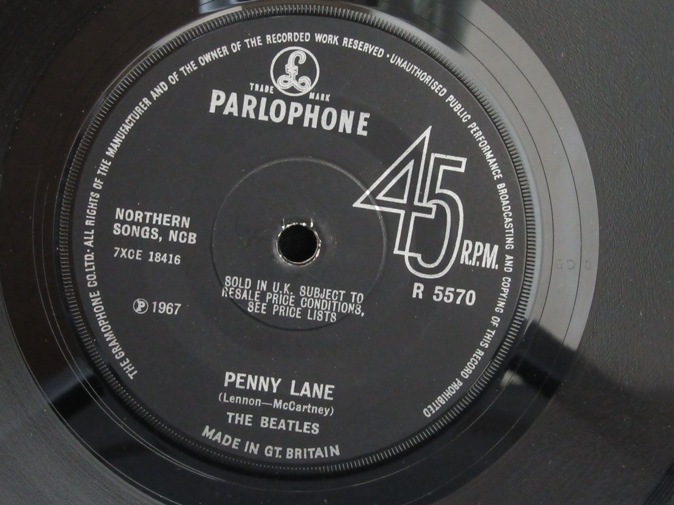 THE GRAMOPHONE CO. LTD. · ALL RIGHTS OF THE MANUFACTURER AND OF THE OWNER OF THE RECORDED WORK RESERVED · UNAUTHORISED PUBLIC PERFORMANCE BROADCASTING AND COPYING OF THIS RECORD PROHIBITED
£
TRADE MARK
PARLOPHONE
45
R.P.M.
R 5570
NORTHERN
SONGS, NCB
7XCE 18416
SOLD IN U.K. SUBJECT TO
RESALE PRICE CONDITIONS,
SEE PRICE LISTS
Ⓟ 1967
PENNY LANE
(Lennon—McCartney)
THE BEATLES
MADE IN GT. BRITAIN